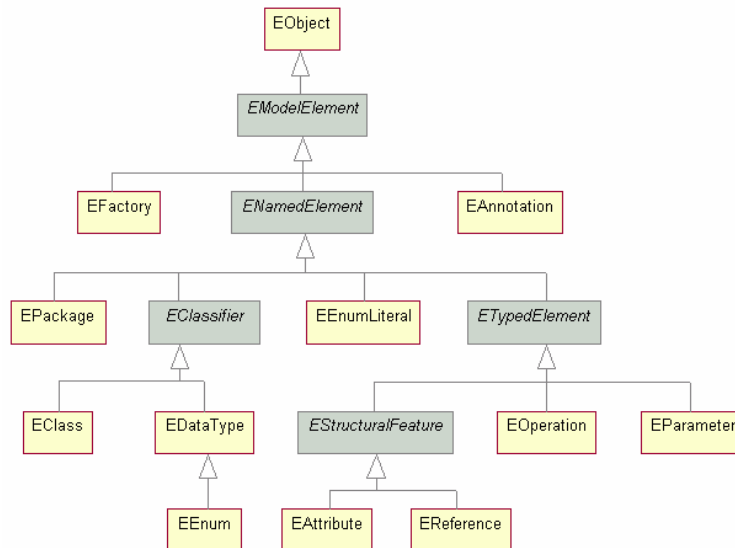 EObject
EModelElement
EFactory
ENamedElement
EAnnotation
EPackage
EClassifier
EEnumLiteral
ETypedElement
EClass
EDataType
EStructuralFeature
EOperation
EParameter
EEnum
EAttribute
EReference